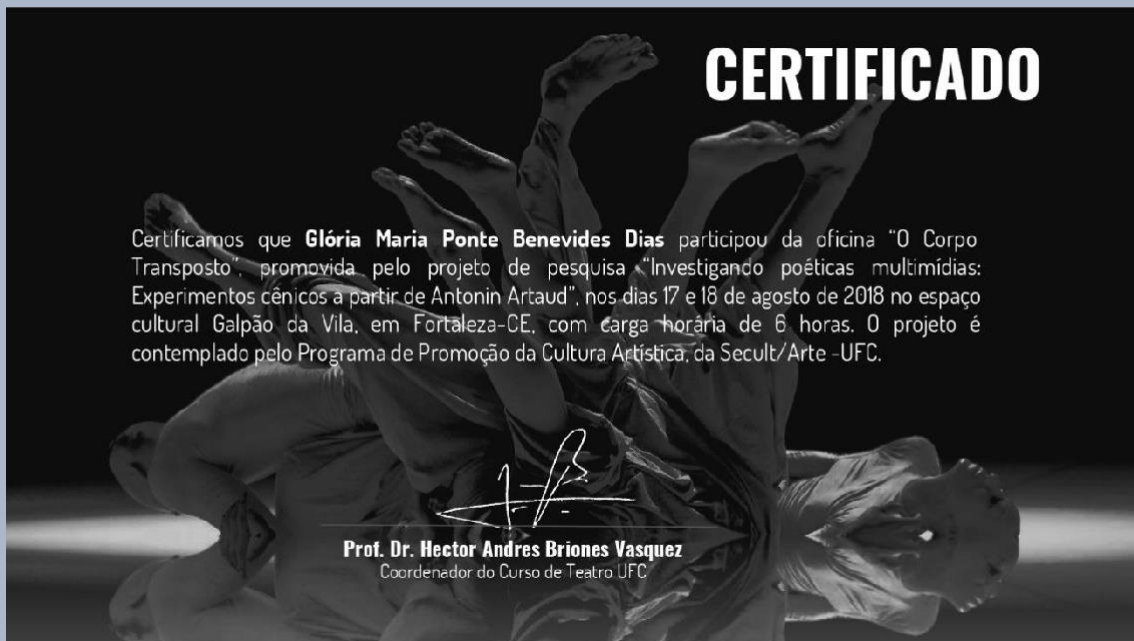 CERTIFICADO
Certificamos que Glória Maria Ponte Benevides Dias participou da oficina “O Corpo
Transposto”, promovida pelo projeto de pesquisa “Investigando poéticas multimídias:
Experimentos cênicos a partir de Antonin Artaud”, nos dias 17 e 18 de agosto de 2018 no espaço
cultural Galpão da Vila, em Fortaleza-CE, com carga horária de 6 horas. O projeto é
contemplado pelo Programa de Promoção da Cultura Artística, da Secult/Arte -UFC.
Prof. Dr. Hector Andres Briones Vasquez
Coordenador do Curso de Teatro UFC